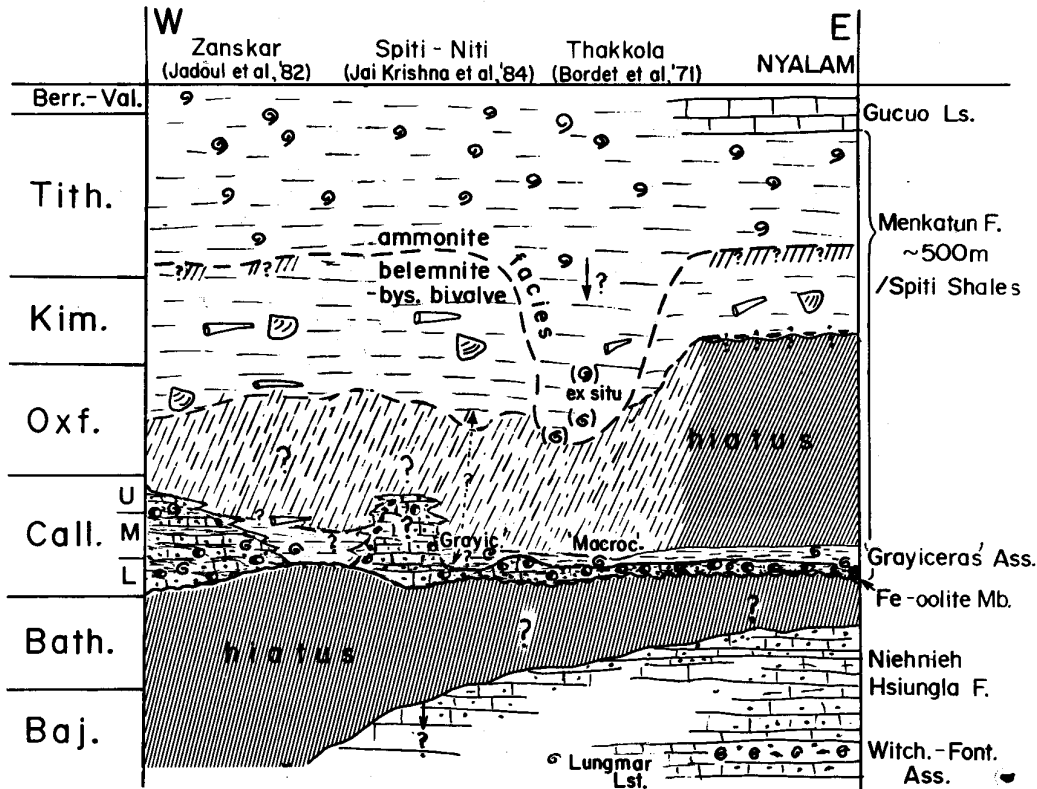 W
E
Zanskar
(Jadoul et al,'82)
Spiti - Niti
(Jai Krishna et al,'84)
Thakkola
(Bordet et al,'71)
NYALAM
Berr.-Val.
Gucuo Ls.
Tith.
Menkatun F.
~500m
/Spiti Shales
ammonite
belemnite
-bys. bivalve
facies
?
?
?
?
Kim.
Oxf.
ex situ
hiatus
?
?
?
Call.
U
M
L
?
?
?
'Grayic.'
?
'Macroc.'
'Grayiceras' Ass.
Fe-oolite Mb.
Bath.
hiatus
?
?
Niehnieh
Hsiungla F.
Baj.
?
Lungmar
Lst.
Witch.-Font.
Ass.